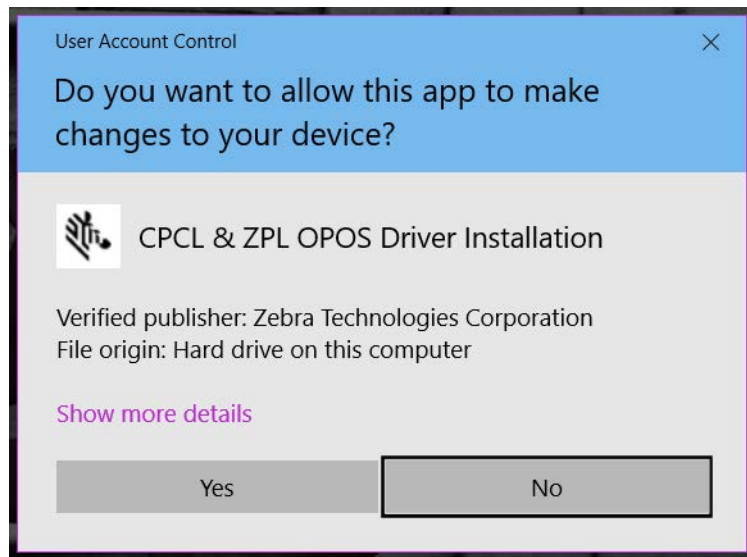 User Account Control
Do you want to allow this app to make
changes to your device?
CPCL & ZPL OPOS Driver Installation
Verified publisher: Zebra Technologies Corporation
File origin: Hard drive on this computer
Show more details
Yes
No